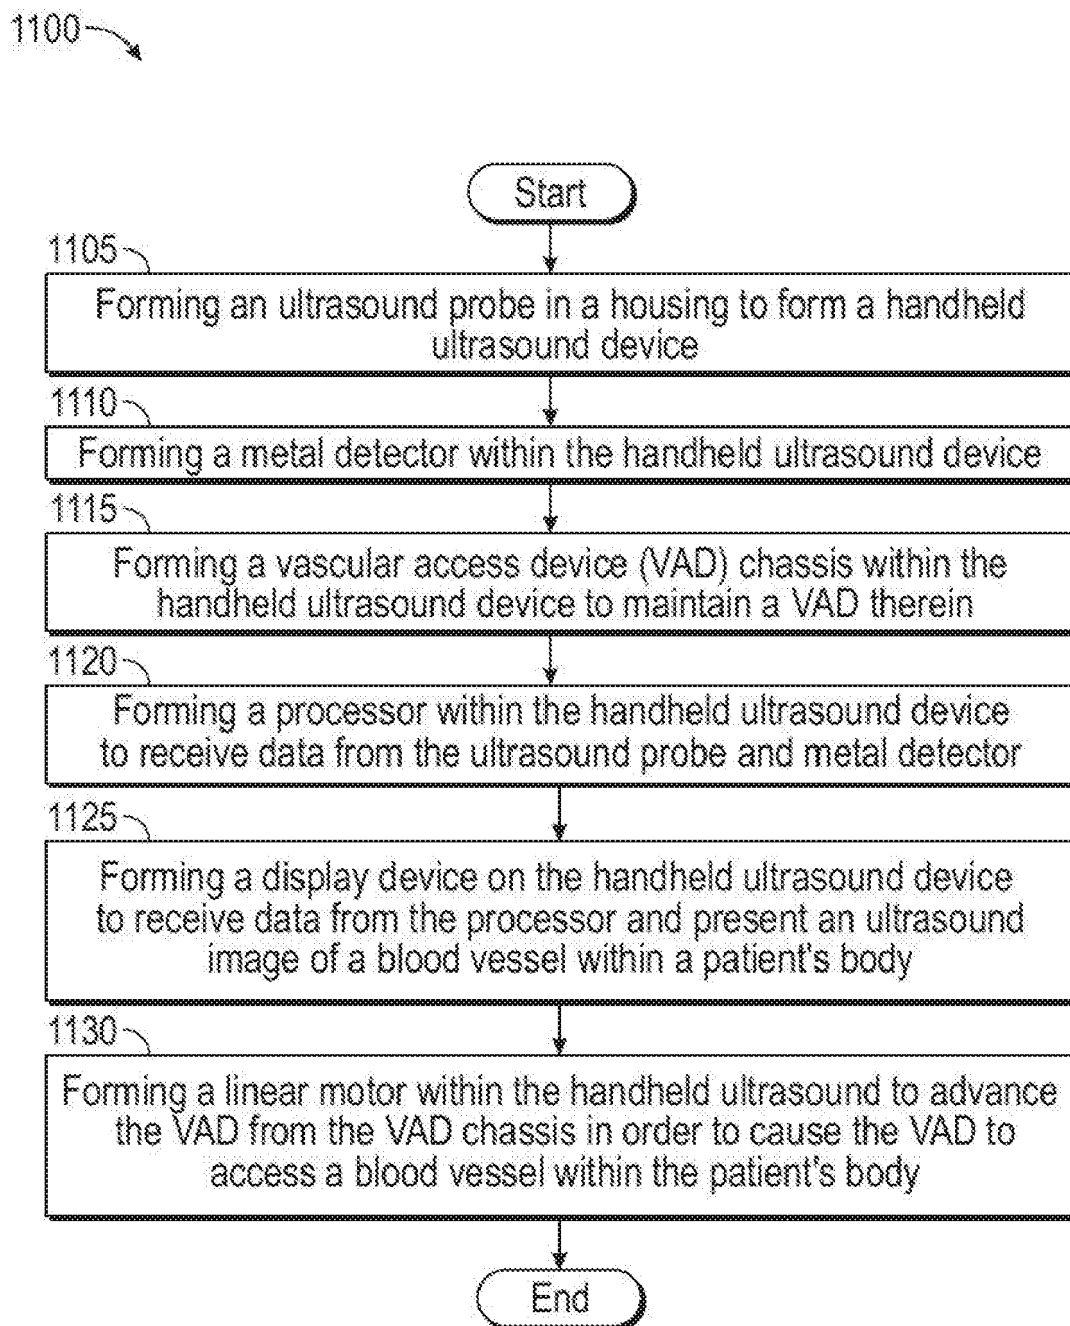 1100
Start
1105
Forming an ultrasound probe in a housing to form a handheld
ultrasound device
1110
Forming a metal detector within the handheld ultrasound device
1115
Forming a vascular access device (VAD) chassis within the
handheld ultrasound device to maintain a VAD therein
1120
Forming a processor within the handheld ultrasound device
to receive data from the ultrasound probe and metal detector
1125
Forming a display device on the handheld ultrasound device
to receive data from the processor and present an ultrasound
image of a blood vessel within a patient's body
1130
Forming a linear motor within the handheld ultrasound to advance
the VAD from the VAD chassis in order to cause the VAD to
access a blood vessel within the patient's body
End